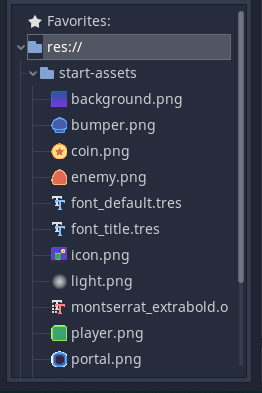 Favorites:
res://
start-assets
background.png
bumper.png
coin.png
enemy.png
font_default.tres
font_title.tres
icon.png
light.png
montserrat_extrabold.o
player.png
portal.png